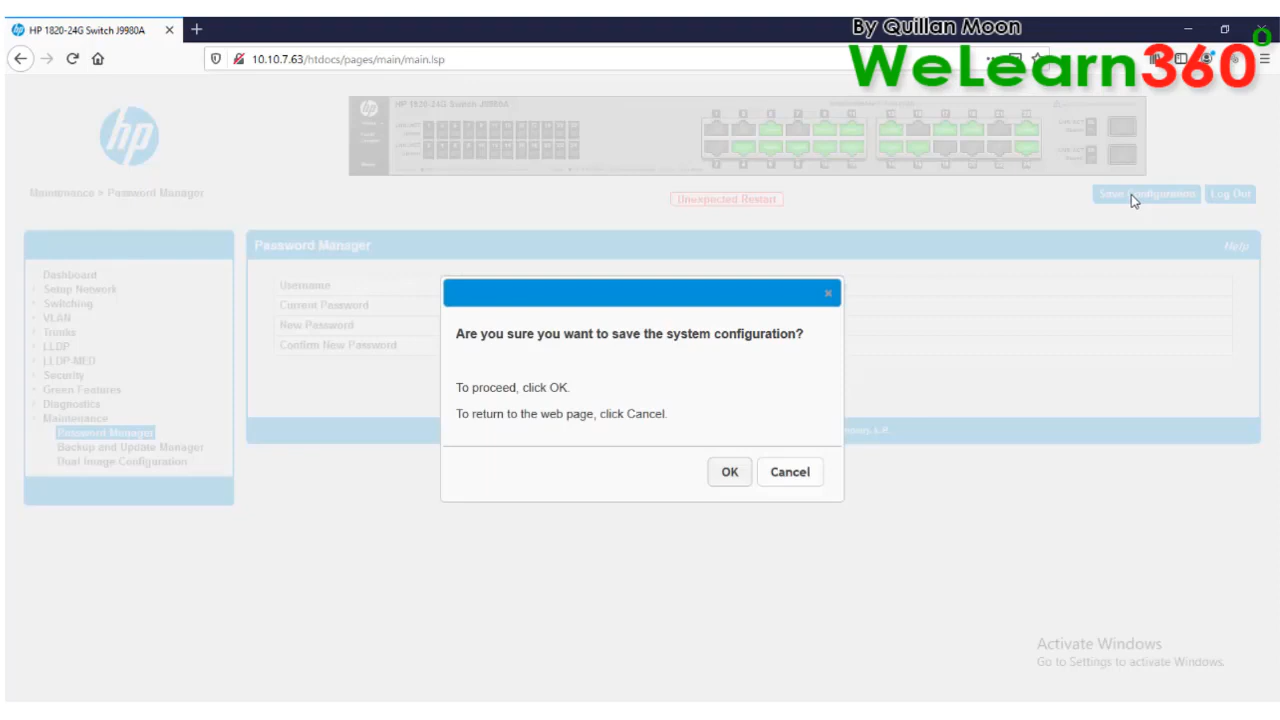 HP 1820-24G Switch J9980A
By Quillan Moon
10.10.7.63/htdocs/pages/main/main.lsp
WeLearn360
hp
HP 1820-24G Switch J9980A
Maintenance > Password Manager
Unexpected Restart
Save Configuration
Log Out
Password Manager
Help
Dashboard
Setup Network
Switching
VLAN
Trunks
LLDP
LLDP-MED
Security
Green Features
Diagnostics
Maintenance
Password Manager
Backup and Update Manager
Dual Image Configuration
Username
Current Password
New Password
Confirm New Password
Are you sure you want to save the system configuration?
To proceed, click OK.
To return to the web page, click Cancel.
OK
Cancel
Activate Windows
Go to Settings to activate Windows.